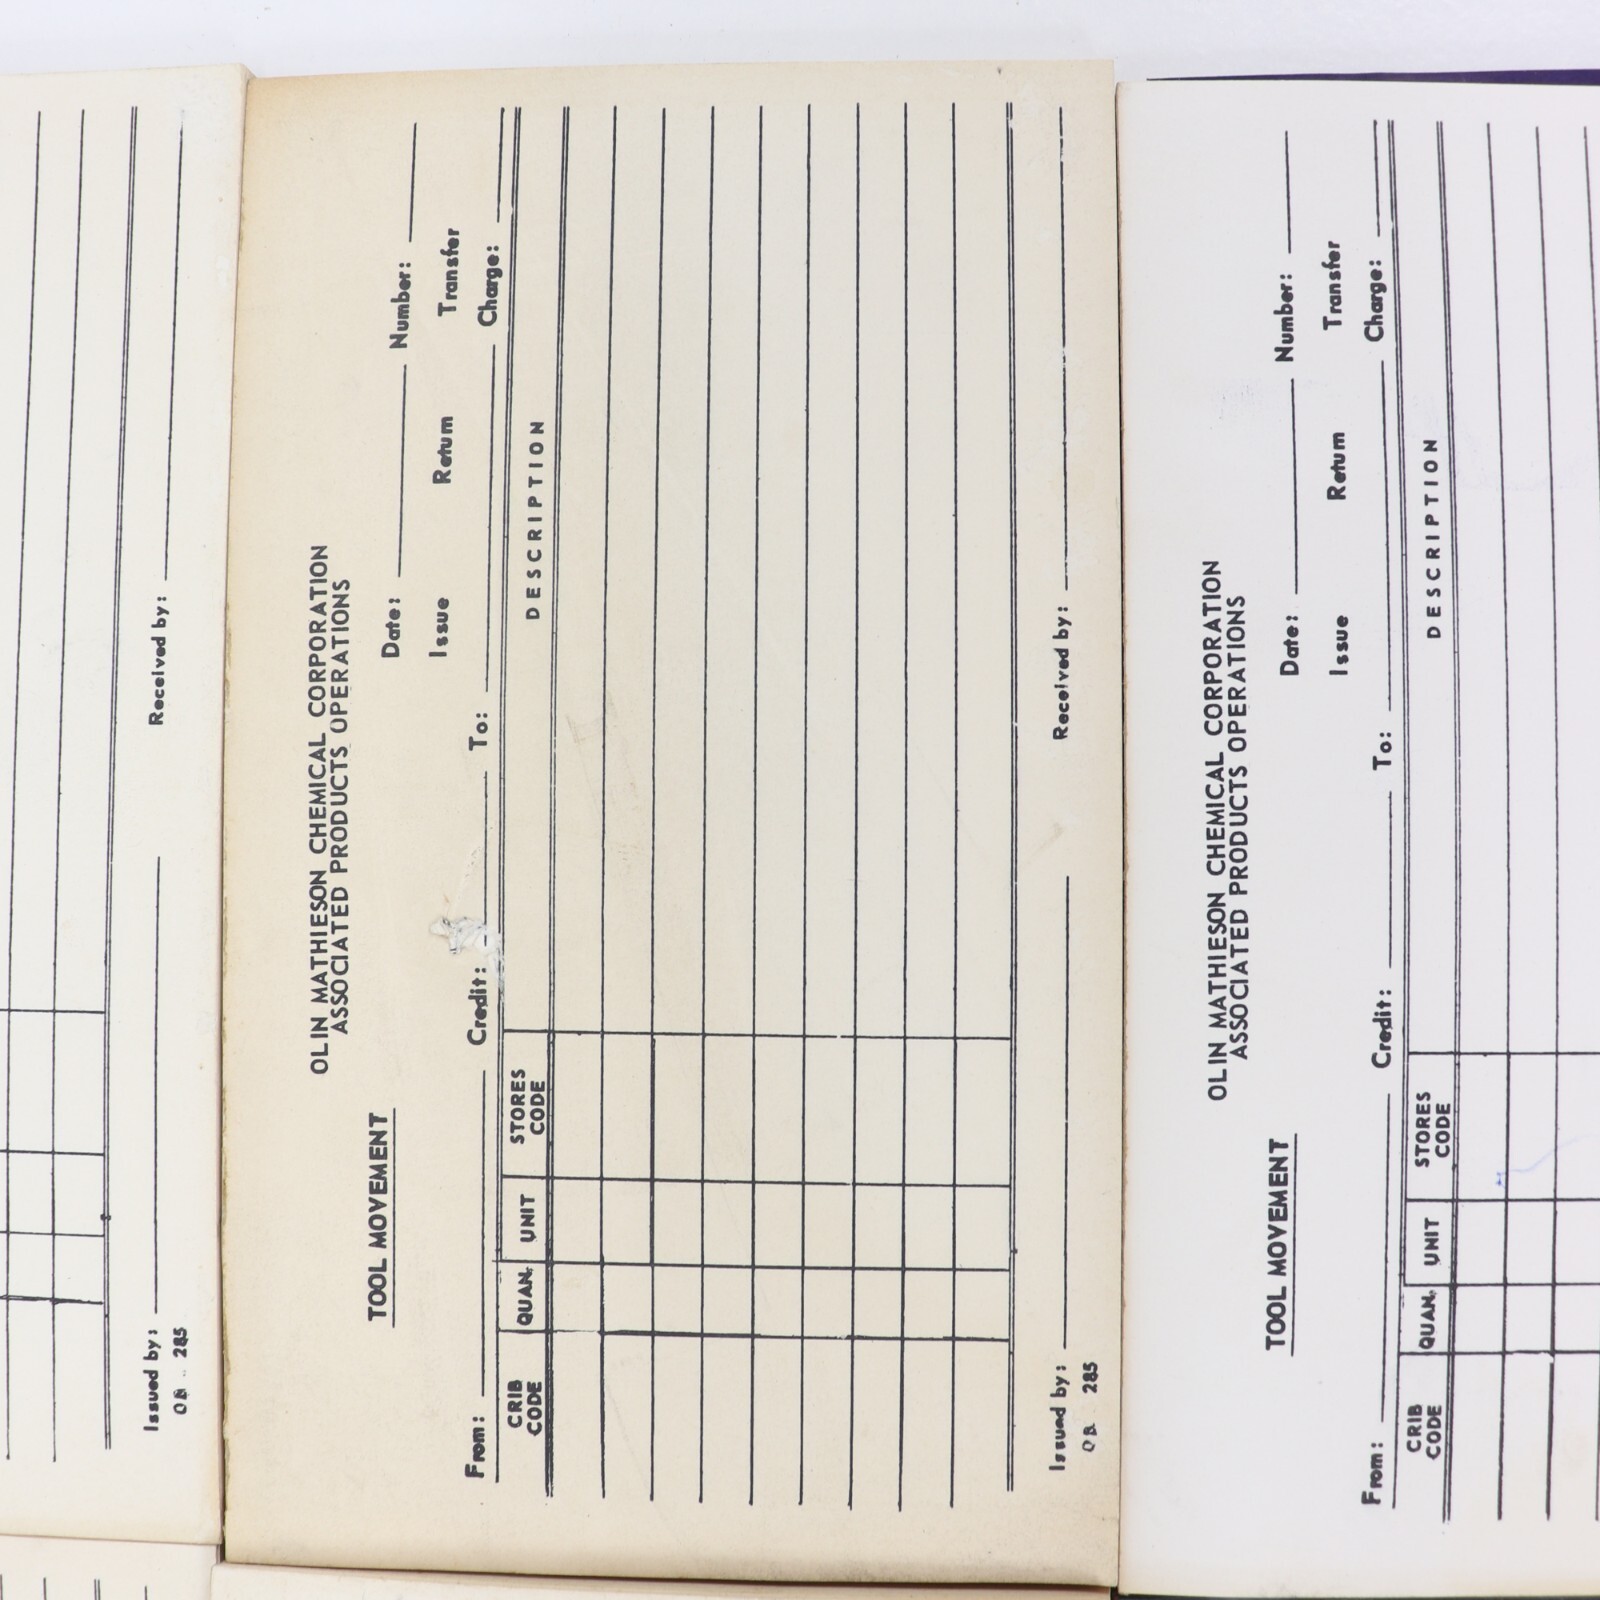 Received by:
Issued by:
OB 285
OLIN MATHIESON CHEMICAL CORPORATION
ASSOCIATED PRODUCTS OPERATIONS
TOOL MOVEMENT
Date: Number:
Issue Return Transfer
From: Credit: To: Charge:
CRIB CODE QUAN. UNIT STORES CODE DESCRIPTION
Issued by: Received by:
OB 285
OLIN MATHIESON CHEMICAL CORPORATION
ASSOCIATED PRODUCTS OPERATIONS
TOOL MOVEMENT
Date: Number:
Issue Return Transfer
From: Credit: To: Charge:
CRIB CODE QUAN. UNIT STORES CODE DESCRIPTION